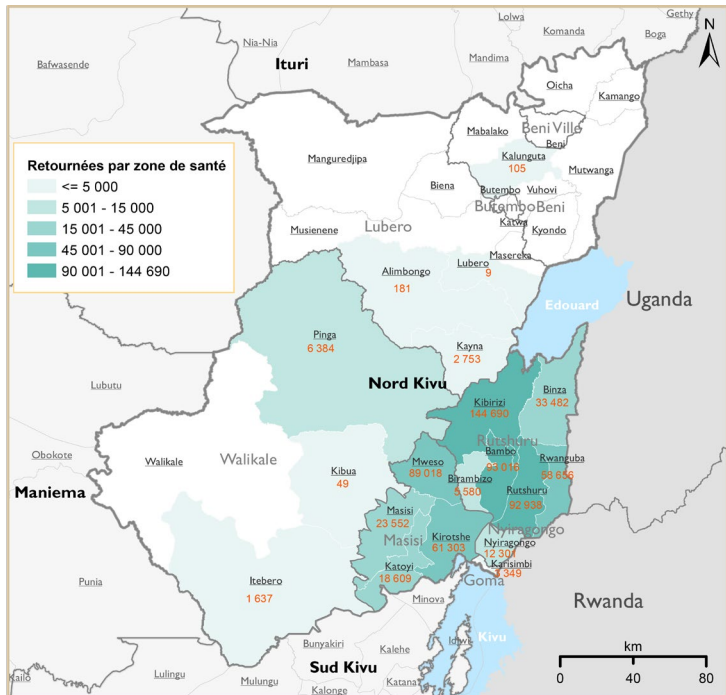 Gethy
Lolwa
Komanda
Boga
Nia-Nia
Mandima
Mambasa
Bafwasende
Ituri
N
Oicha
Kamango
Mabalako
Beni Ville
Beni
Kalunguta
105
Mutwanga
Manguredjipa
Biena
Butembo
Vuhovi
Butembo
Beni
Katwa
Kyondo
Musienene
Lubero
Masereka
Retournées par zone de santé
<= 5 000
5 001 - 15 000
15 001 - 45 000
45 001 - 90 000
90 001 - 144 690
Alimbongo
181
Lubero
9
Edouard
Uganda
Pinga
6 384
Kayna
2 753
Nord Kivu
Kibirizi
144 690
Binza
33 482
Lubutu
Obokote
Walikale
Walikale
Kibua
49
Mweso
89 018
Rutshuru
Bambo
93 016
Rwanguba
58 656
Birambizo
5 580
Rutshuru
92 938
Maniema
Masisi
23 552
Masisi
Kirotshe
61 303
Nyiragongo
Nyiragongo
12 301
Karisimbi
349
Katoyi
18 609
Goma
Itebero
1 637
Punia
Minova
Rwanda
Bunyakiri
Kalehe
Idjwi
Kivu
Sud Kivu
Kailo
Lulingu
Mulungu
Kalonge
Katana
km
0
40
80